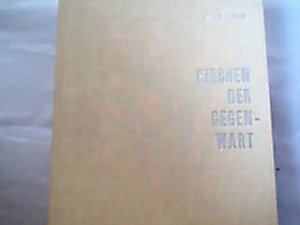 KIRCHEN
DER
GEGEN-
WART